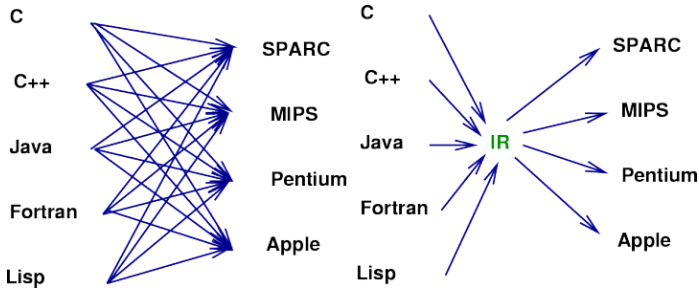 C
C++
Java
Fortran
Lisp
SPARC
MIPS
Pentium
Apple
C
C++
Java
Fortran
Lisp
IR
SPARC
MIPS
Pentium
Apple